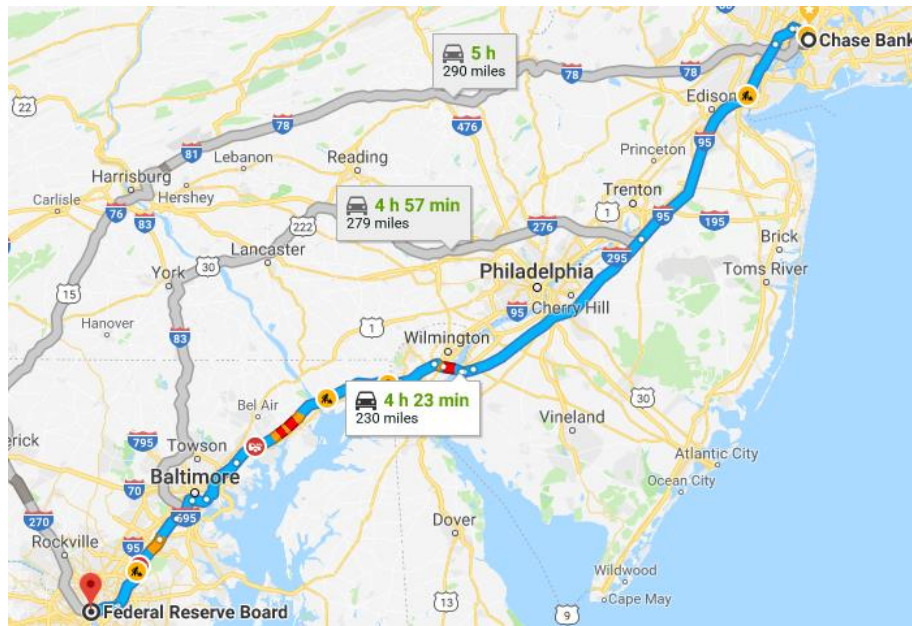 Chase Bank
5 h
290 miles
78
78
22
Edison
476
78
81
Lebanon
Reading
95
Princeton
Harrisburg
Hershey
Carlisle
76
Trenton
4 h 57 min
279 miles
1
95
83
222
276
195
Lancaster
Brick
30
295
York
Philadelphia
Toms River
15
95
Cherry Hill
Hanover
1
Wilmington
83
4 h 23 min
230 miles
30
Bel Air
Vineland
795
Towson
Atlantic City
Baltimore
70
Ocean City
695
Dover
270
95
Rockville
Wildwood
Federal Reserve Board
13
Cape May
9